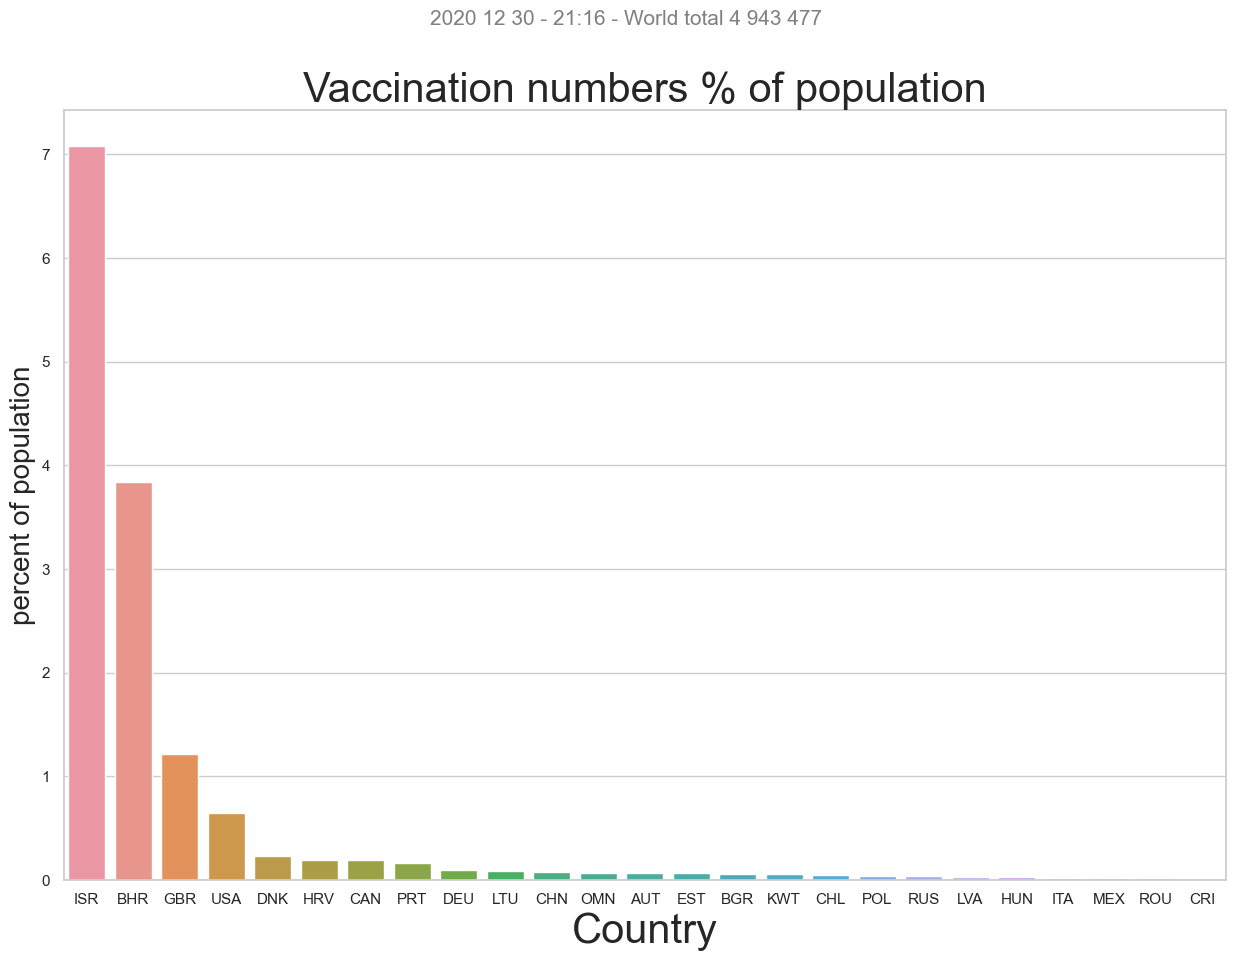 2020 12 30 - 21:16 - World total 4 943 477
Vaccination numbers % of population
percent of population
7
6
5
4
3
2
1
0
ISR BHR GBR USA DNK HRV CAN PRT DEU LTU CHN OMN AUT EST BGR KWT CHL POL RUS LVA HUN ITA MEX ROU CRI
Country